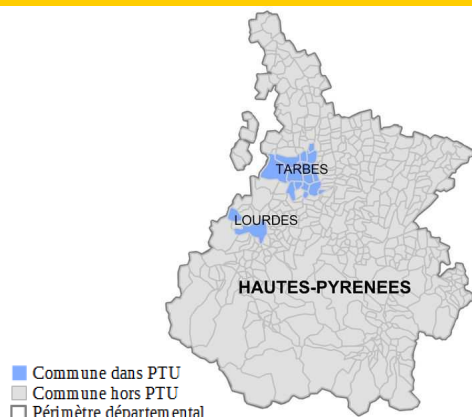 TARBES
LOURDES
HAUTES-PYRENEES
Commune dans PTU
Commune hors PTU
Périmètre départemental